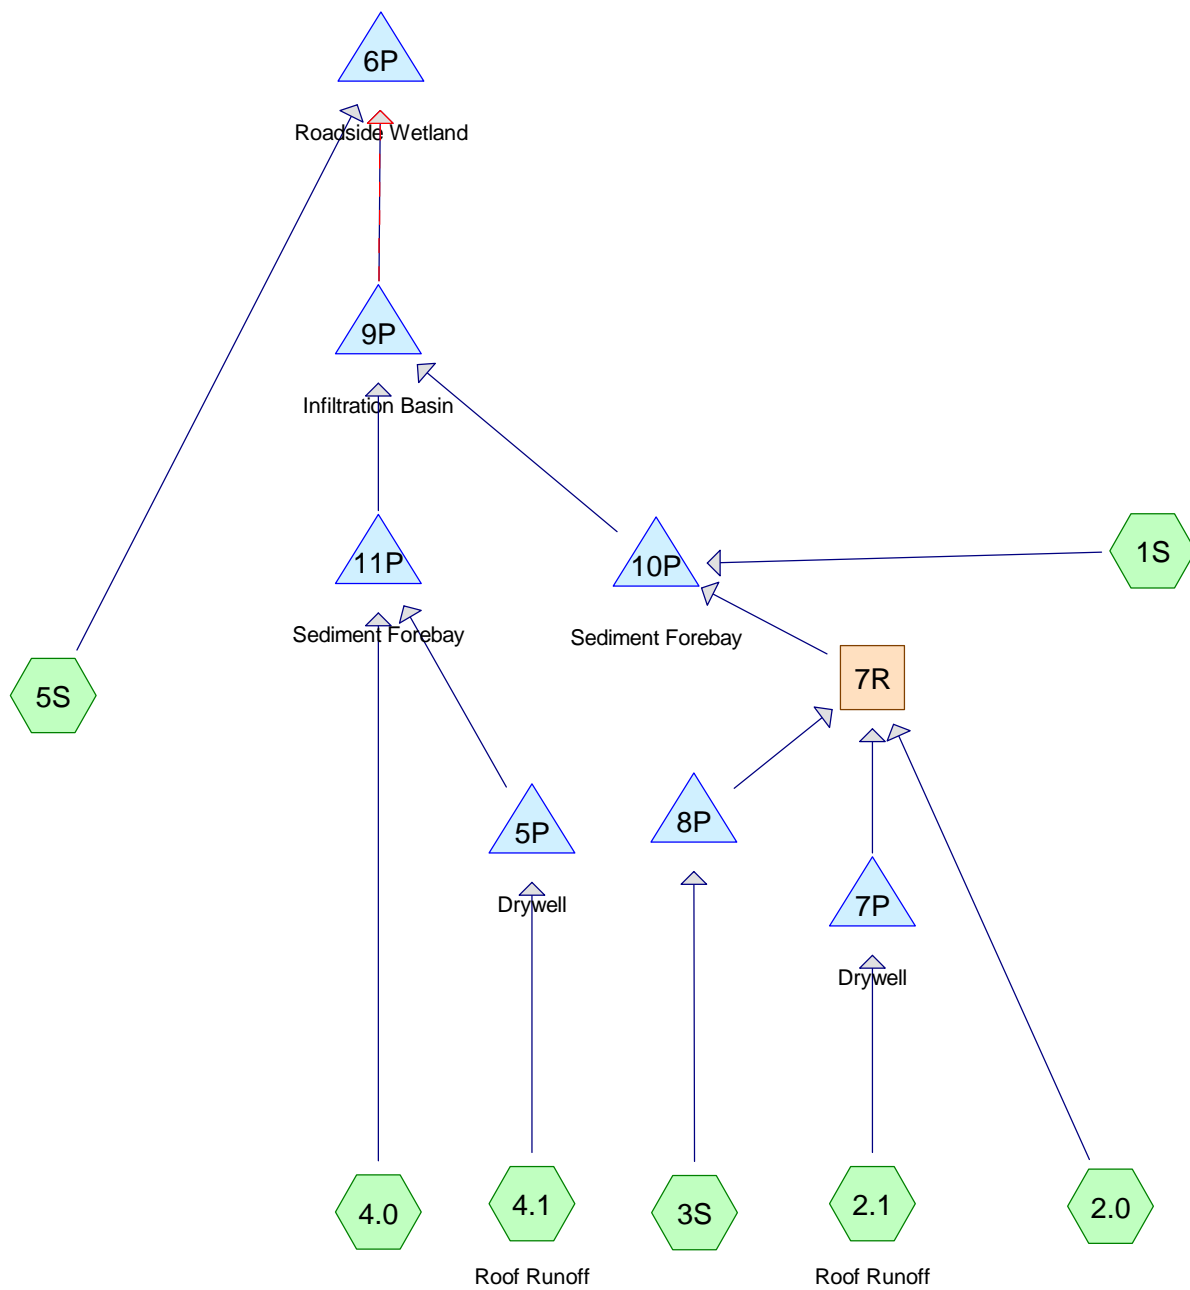 6P
Roadside Wetland
9P
Infiltration Basin
11P
10P
1S
Sediment Forebay
Sediment Forebay
7R
5S
5P
8P
Drywell
7P
Drywell
4.0
4.1
3S
2.1
2.0
Roof Runoff
Roof Runoff